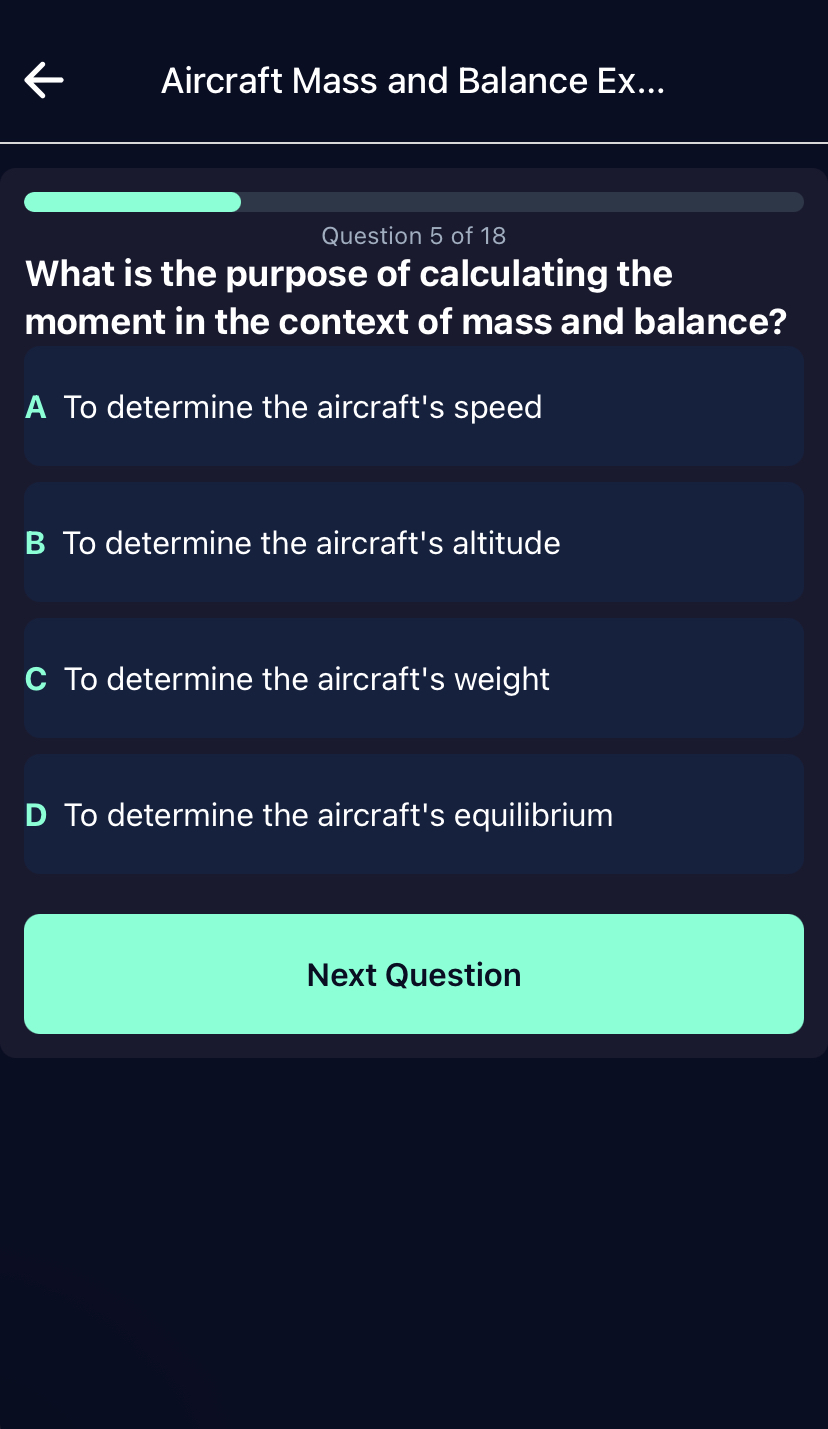 Aircraft Mass and Balance Ex...
Question 5 of 18
What is the purpose of calculating the
moment in the context of mass and balance?
A To determine the aircraft's speed
B To determine the aircraft's altitude
C To determine the aircraft's weight
D To determine the aircraft's equilibrium
Next Question